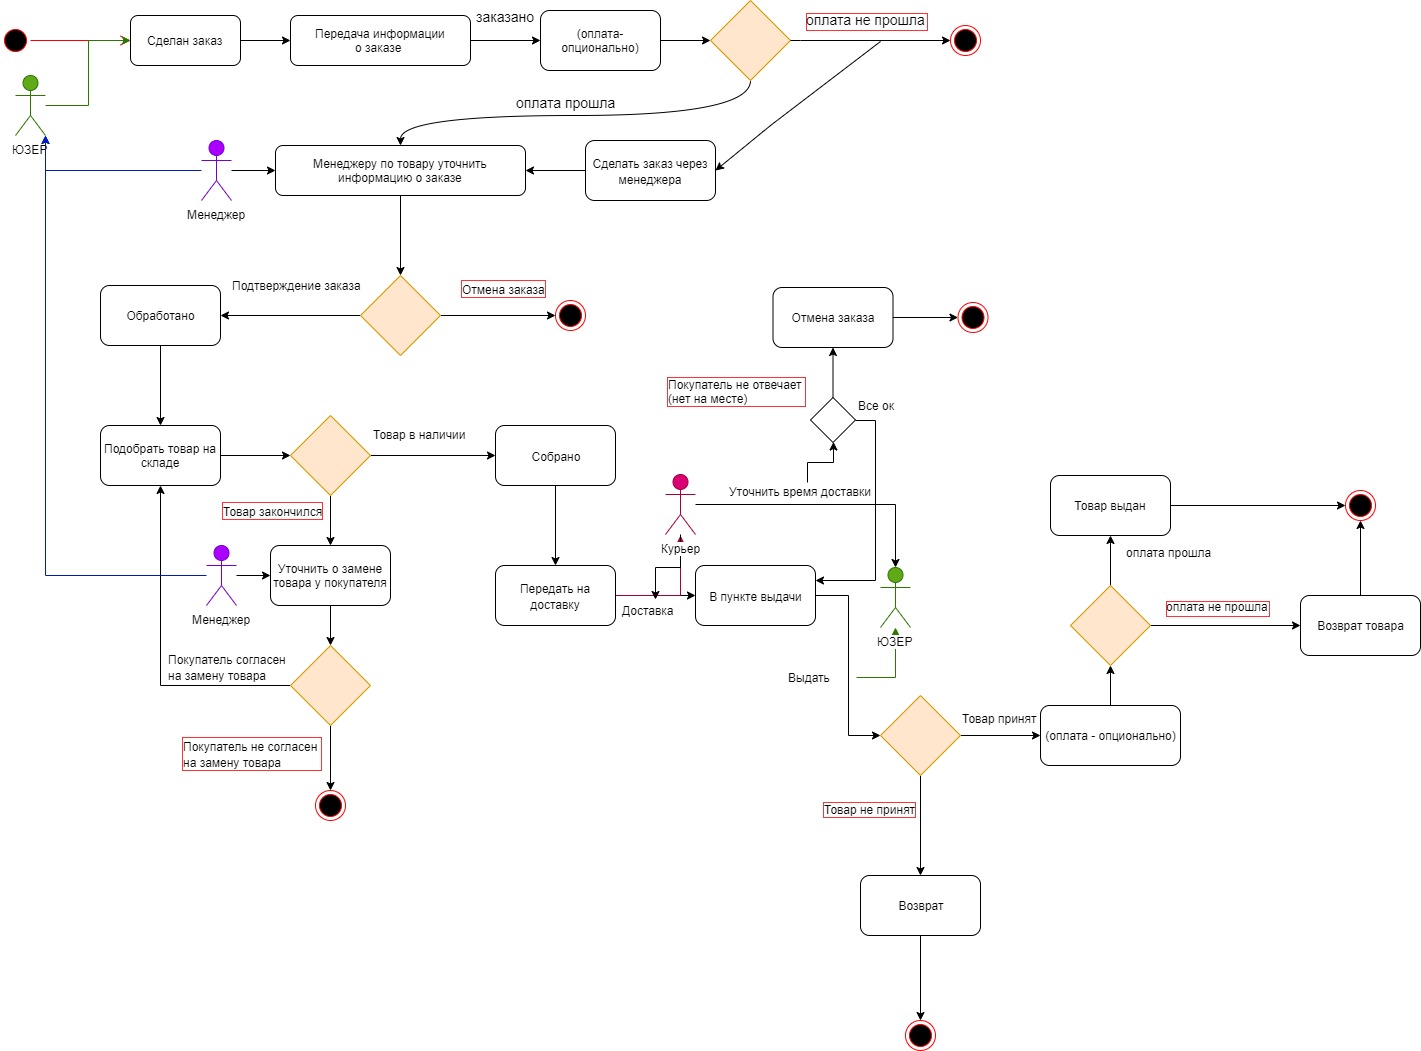 заказано
оплата не прошла
Сделан заказ
Передача информации
о заказе
(оплата-
опционально)
оплата прошла
ЮЗЕР
Менеджеру по товару уточнить
информацию о заказе
Сделать заказ через
менеджера
Менеджер
Подтверждение заказа
Отмена заказа
Обработано
Отмена заказа
Покупатель не отвечает
(нет на месте)
Все ок
Товар в наличии
Подобрать товар на
складе
Собрано
Товар закончился
Уточнить время доставки
Товар выдан
Курьер
оплата прошла
Уточнить о замене
товара у покупателя
Передать на
доставку
Доставка
В пункте выдачи
Менеджер
ЮЗЕР
оплата не прошла
Возврат товара
Покупатель согласен
на замену товара
Выдать
Товар принят
(оплата - опционально)
Покупатель не согласен
на замену товара
Товар не принят
Возврат